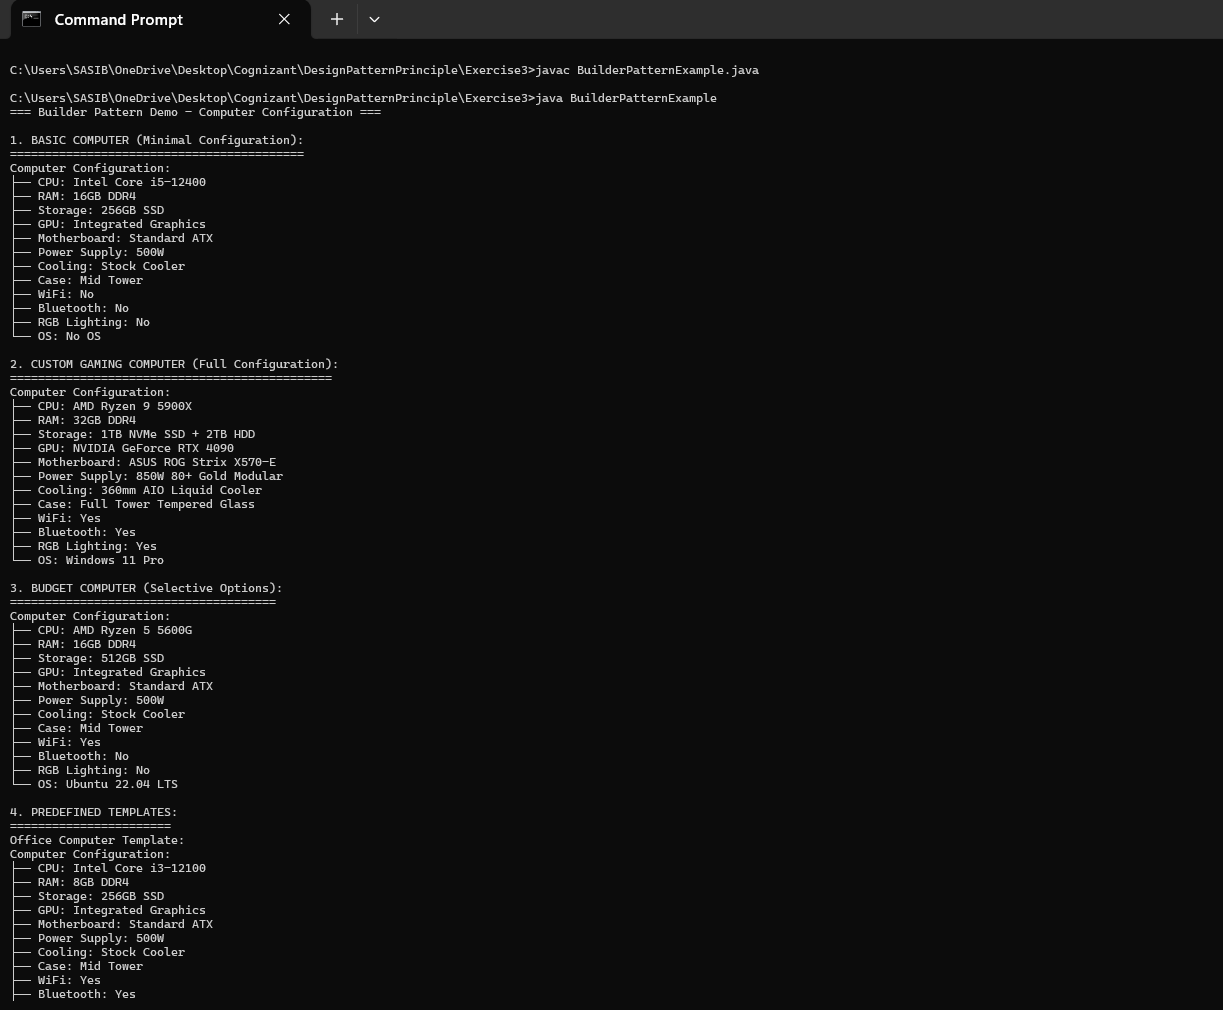 Command Prompt
C:\Users\SASIB\OneDrive\Desktop\Cognizant\DesignPatternPrinciple\Exercise3>javac BuilderPatternExample.java
C:\Users\SASIB\OneDrive\Desktop\Cognizant\DesignPatternPrinciple\Exercise3>java BuilderPatternExample
=== Builder Pattern Demo - Computer Configuration ===
1. BASIC COMPUTER (Minimal Configuration):
==========================================
Computer Configuration:
├── CPU: Intel Core i5-12400
├── RAM: 16GB DDR4
├── Storage: 256GB SSD
├── GPU: Integrated Graphics
├── Motherboard: Standard ATX
├── Power Supply: 500W
├── Cooling: Stock Cooler
├── Case: Mid Tower
├── WiFi: No
├── Bluetooth: No
├── RGB Lighting: No
└── OS: No OS
2. CUSTOM GAMING COMPUTER (Full Configuration):
==============================================
Computer Configuration:
├── CPU: AMD Ryzen 9 5900X
├── RAM: 32GB DDR4
├── Storage: 1TB NVMe SSD + 2TB HDD
├── GPU: NVIDIA GeForce RTX 4090
├── Motherboard: ASUS ROG Strix X570-E
├── Power Supply: 850W 80+ Gold Modular
├── Cooling: 360mm AIO Liquid Cooler
├── Case: Full Tower Tempered Glass
├── WiFi: Yes
├── Bluetooth: Yes
├── RGB Lighting: Yes
└── OS: Windows 11 Pro
3. BUDGET COMPUTER (Selective Options):
======================================
Computer Configuration:
├── CPU: AMD Ryzen 5 5600G
├── RAM: 16GB DDR4
├── Storage: 512GB SSD
├── GPU: Integrated Graphics
├── Motherboard: Standard ATX
├── Power Supply: 500W
├── Cooling: Stock Cooler
├── Case: Mid Tower
├── WiFi: Yes
├── Bluetooth: No
├── RGB Lighting: No
└── OS: Ubuntu 22.04 LTS
4. PREDEFINED TEMPLATES:
=======================
Office Computer Template:
Computer Configuration:
├── CPU: Intel Core i3-12100
├── RAM: 8GB DDR4
├── Storage: 256GB SSD
├── GPU: Integrated Graphics
├── Motherboard: Standard ATX
├── Power Supply: 500W
├── Cooling: Stock Cooler
├── Case: Mid Tower
├── WiFi: Yes
├── Bluetooth: Yes